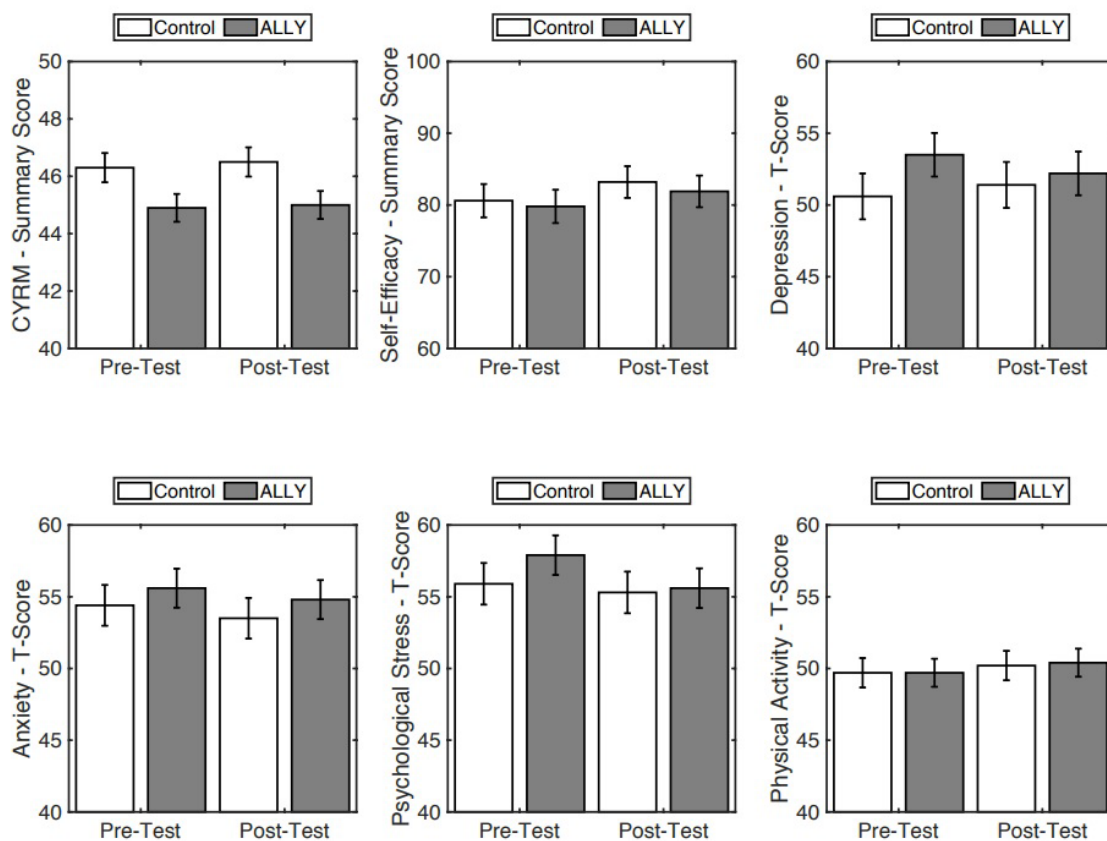 Control ALLY
CYRM - Summary Score
50
48
46
44
42
40
Pre-Test Post-Test
Control ALLY
Self-Efficacy - Summary Score
100
90
80
70
60
Pre-Test Post-Test
Control ALLY
Depression - T-Score
60
55
50
45
40
Pre-Test Post-Test
Control ALLY
Anxiety - T-Score
60
55
50
45
40
Pre-Test Post-Test
Control ALLY
Psychological Stress - T-Score
60
55
50
45
40
Pre-Test Post-Test
Control ALLY
Physical Activity - T-Score
60
55
50
45
40
Pre-Test Post-Test